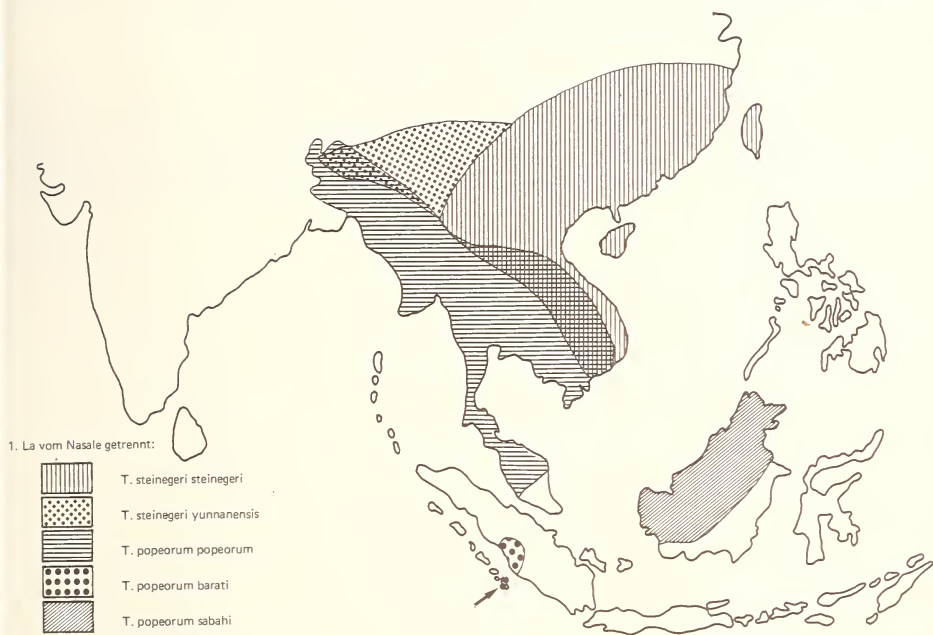 1. La vom Nasale getrennt:
T. steinegeri steinegeri
T. steinegeri yunnanensis
T. popeorum popeorum
T. popeorum barati
T. popeorum sabahi